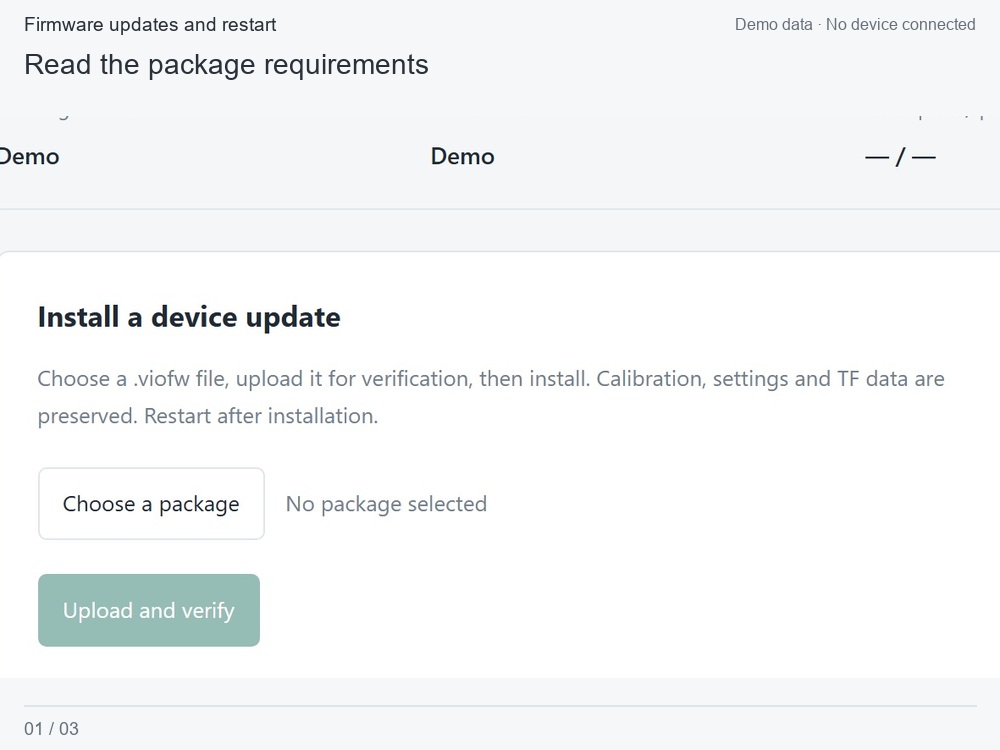 Firmware updates and restart
Demo data · No device connected
Read the package requirements
Demo
Demo
— / —
Install a device update
Choose a .viofw file, upload it for verification, then install. Calibration, settings and TF data are
preserved. Restart after installation.
Choose a package
No package selected
Upload and verify
01 / 03